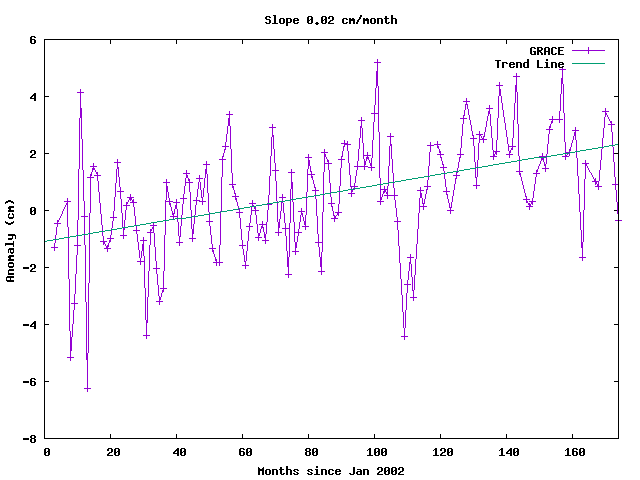 Slope 0.02 cm/month
GRACE
Trend Line
6
4
2
0
-2
-4
-6
-8
Anomaly (cm)
0 20 40 60 80 100 120 140 160
Months since Jan 2002